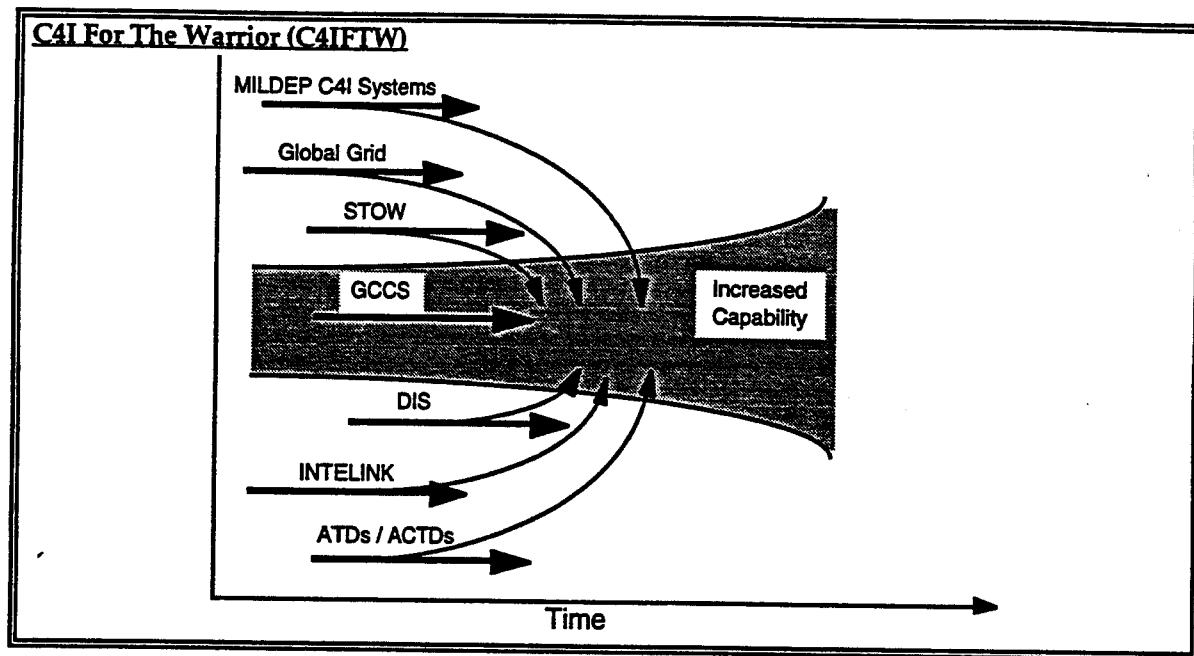 C4I For The Warrior (C4IFTW)
MILDEP C4I Systems
Global Grid
STOW
GCCS
Increased
Capability
DIS
INTELINK
ATDs / ACTDs
Time